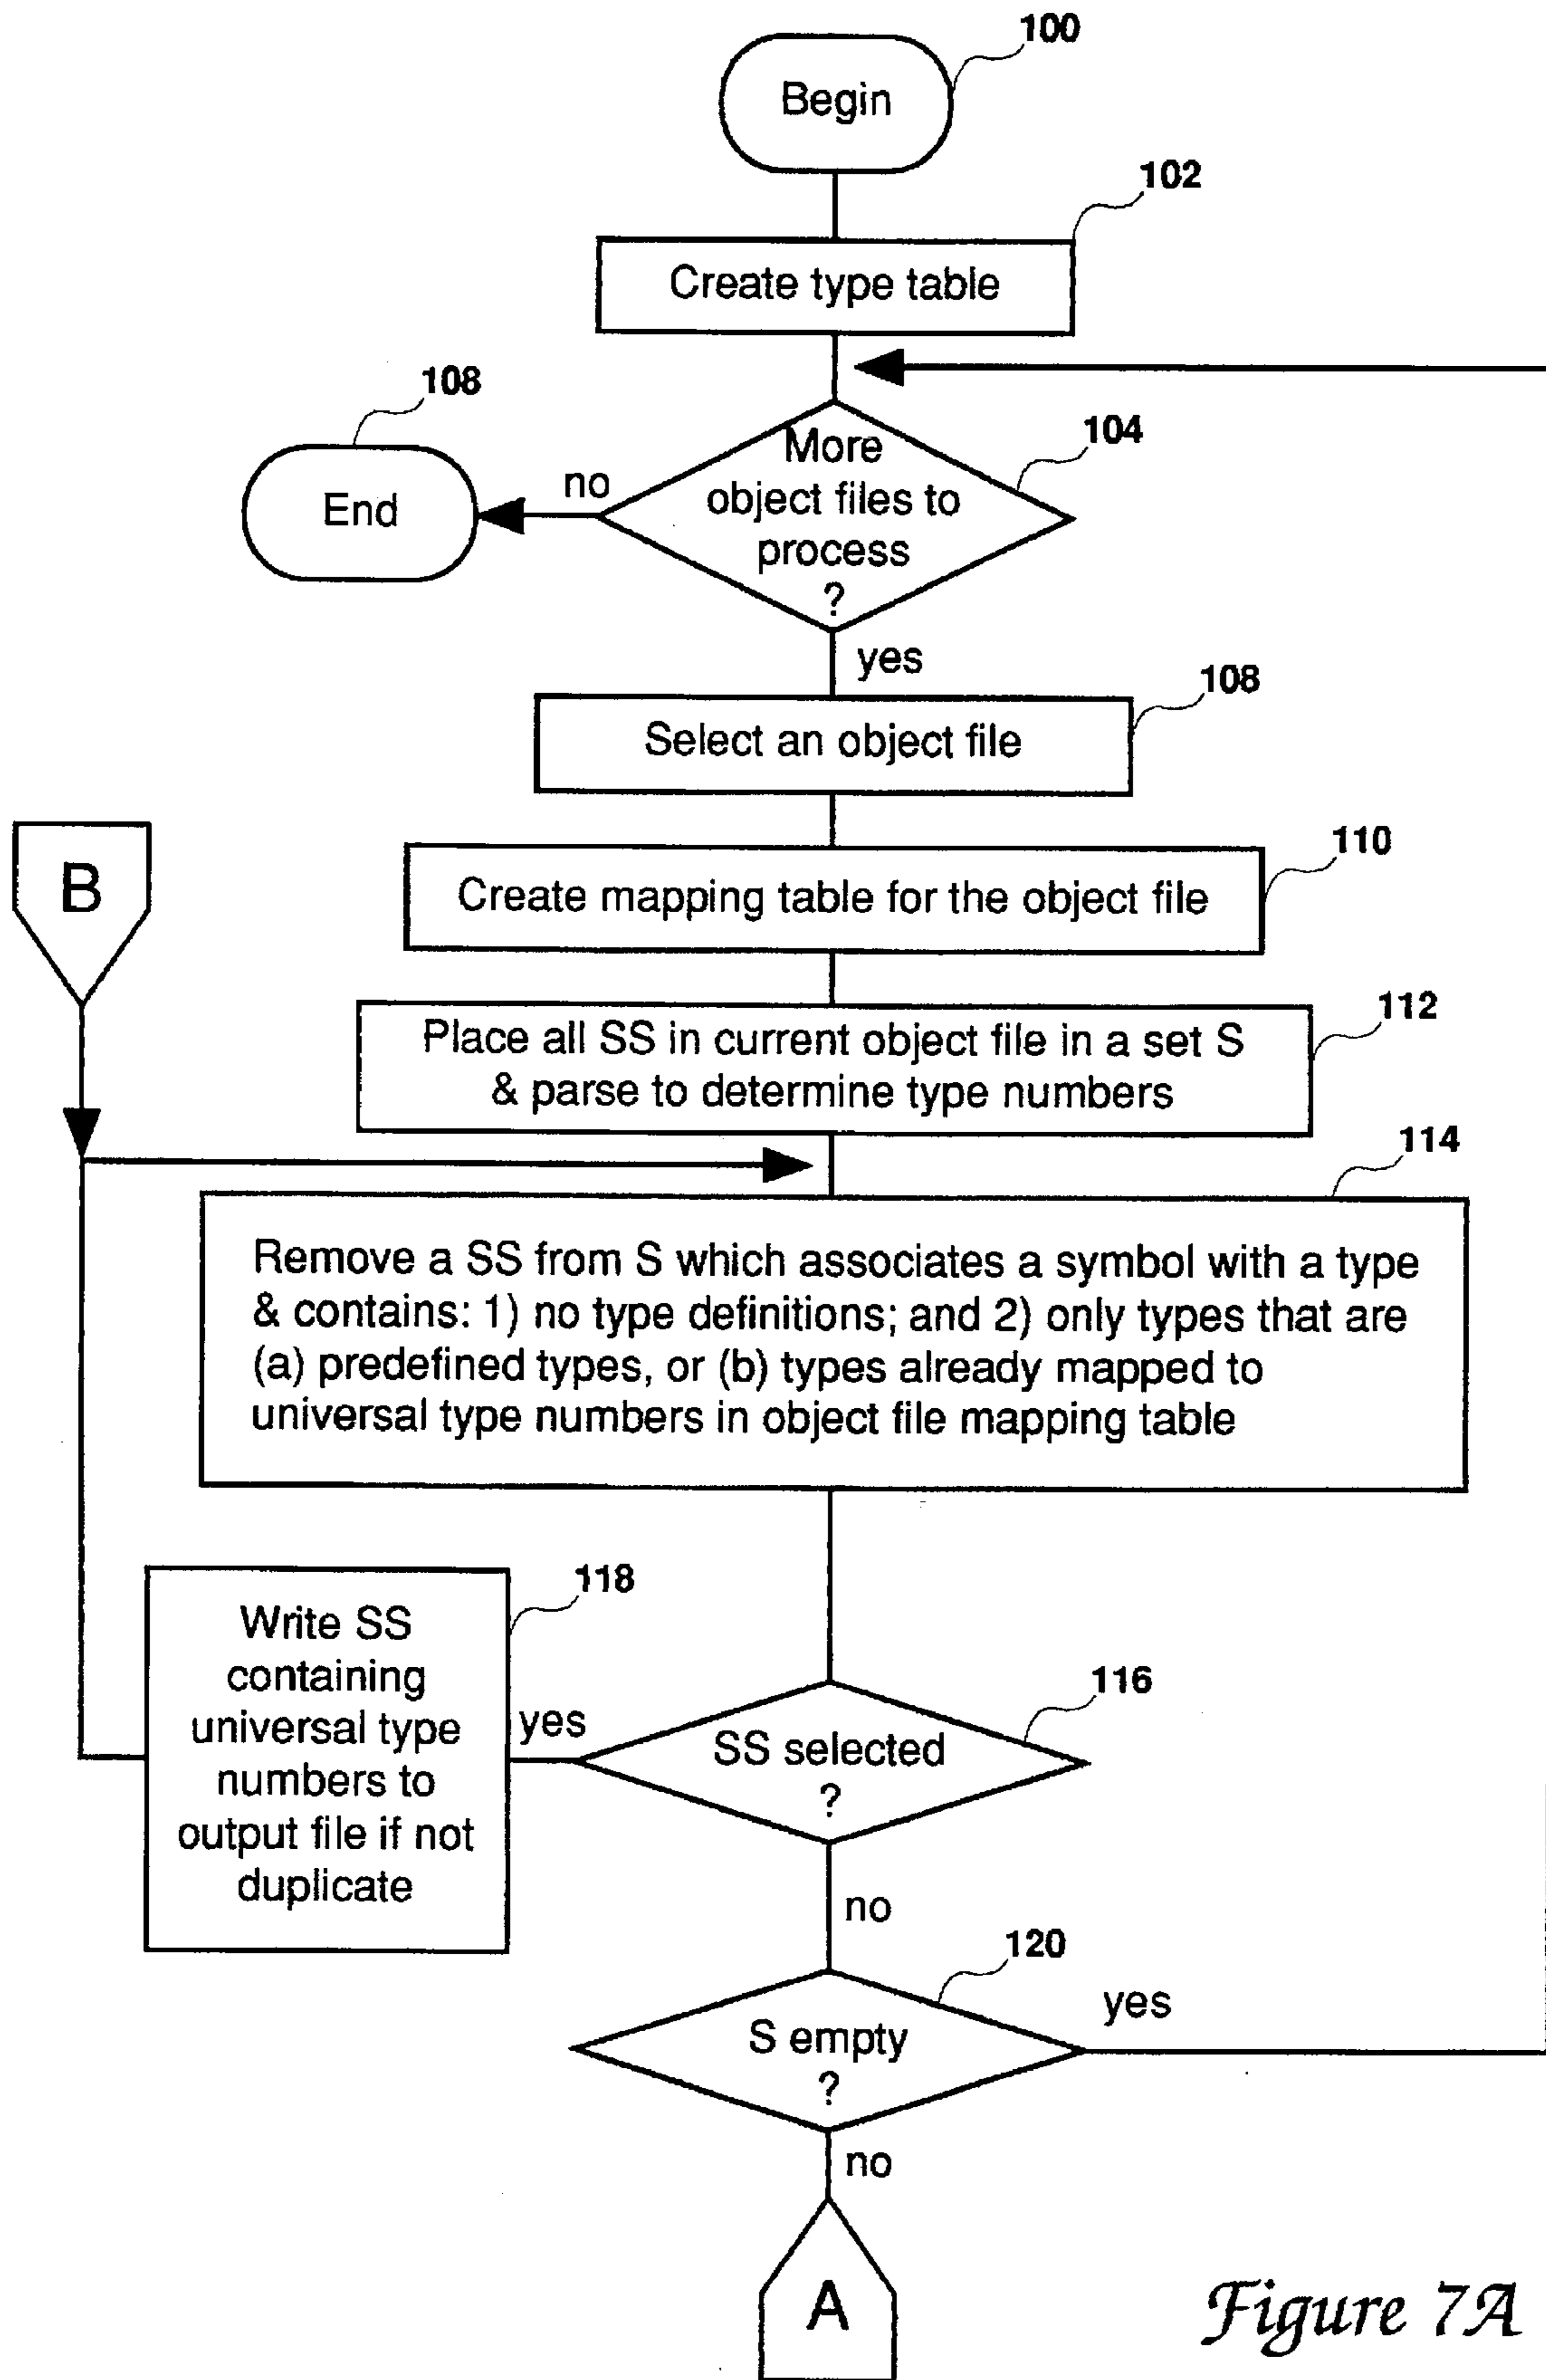 100
Begin
102
Create type table
108
End
no
104
More
object files to
process
?
yes
108
Select an object file
110
Create mapping table for the object file
B
112
Place all SS in current object file in a set S
& parse to determine type numbers
114
Remove a SS from S which associates a symbol with a type
& contains: 1) no type definitions; and 2) only types that are
(a) predefined types, or (b) types already mapped to
universal type numbers in object file mapping table
118
Write SS
containing
universal type
numbers to
output file if not
duplicate
yes
116
SS selected
?
no
120
S empty
?
yes
no
A
Figure 7A